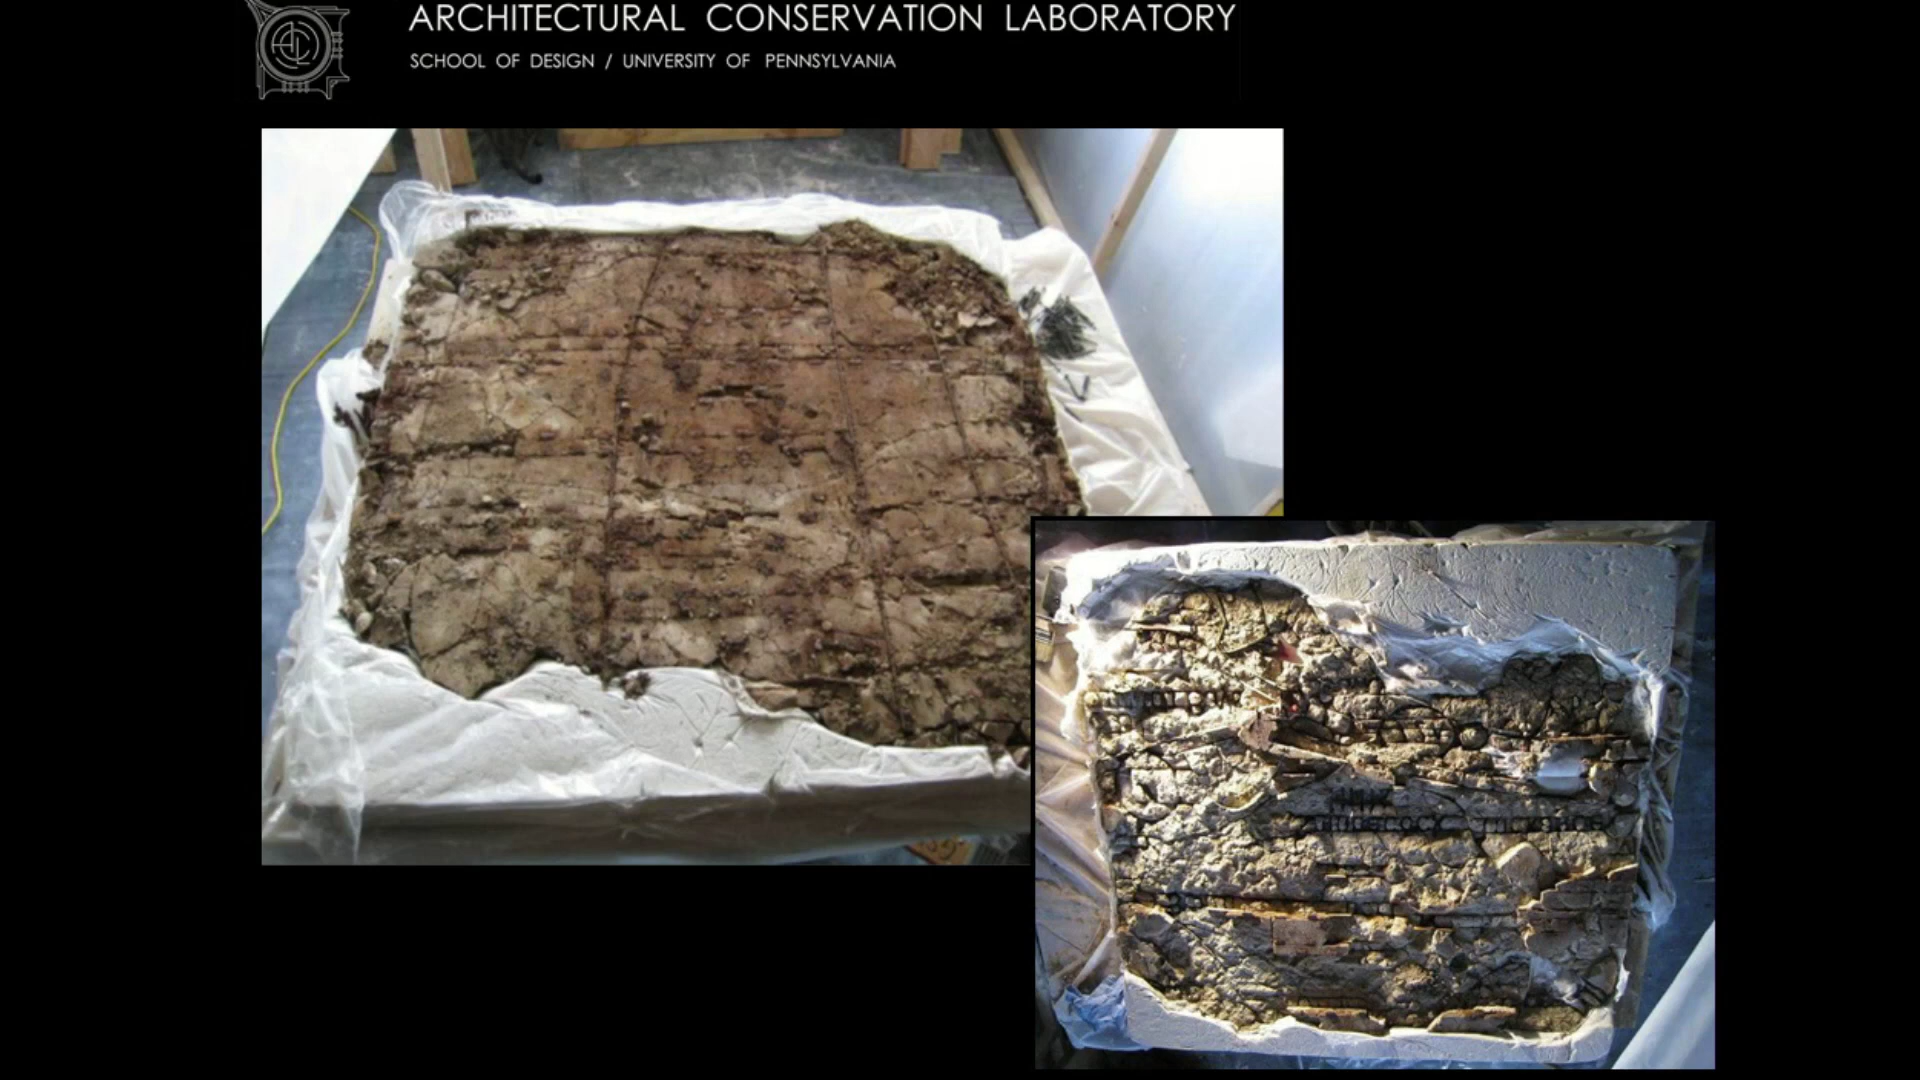 ARCHITECTURAL CONSERVATION LABORATORY
SCHOOL OF DESIGN / UNIVERSITY OF PENNSYLVANIA